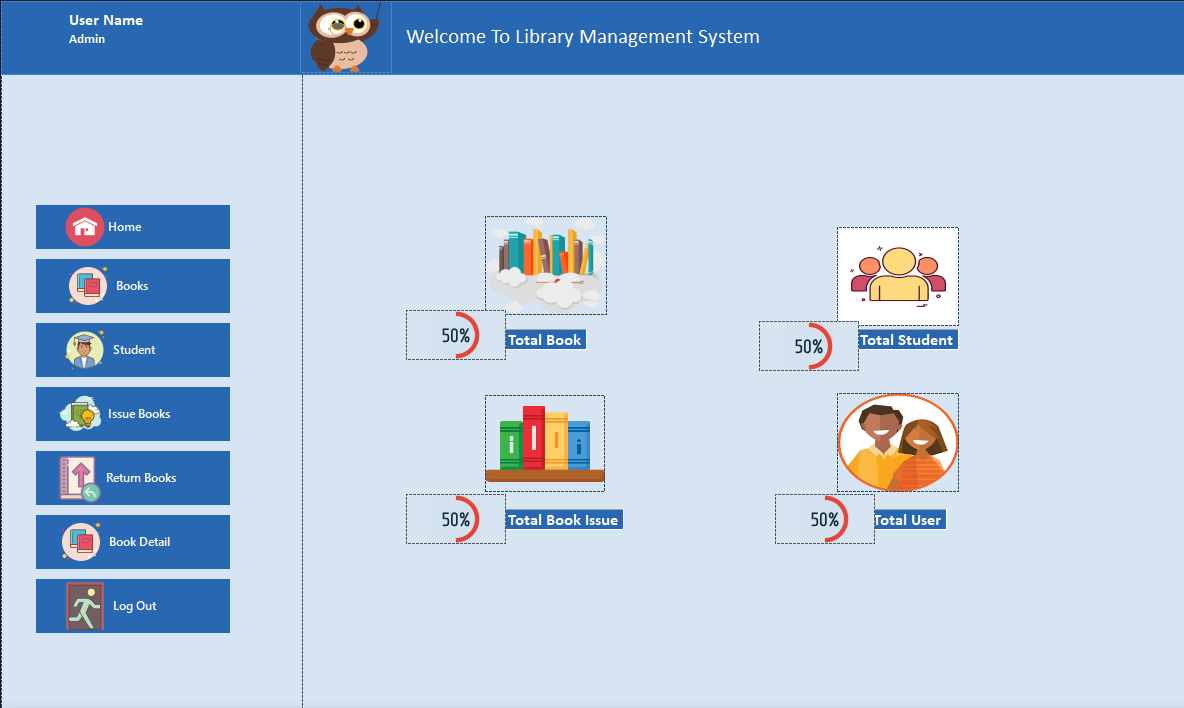 User Name
Admin
Welcome To Library Management System
Home
Books
Student
Issue Books
Return Books
Book Detail
Log Out
50%
Total Book
50%
Total Student
50%
Total Book Issue
50%
Total User